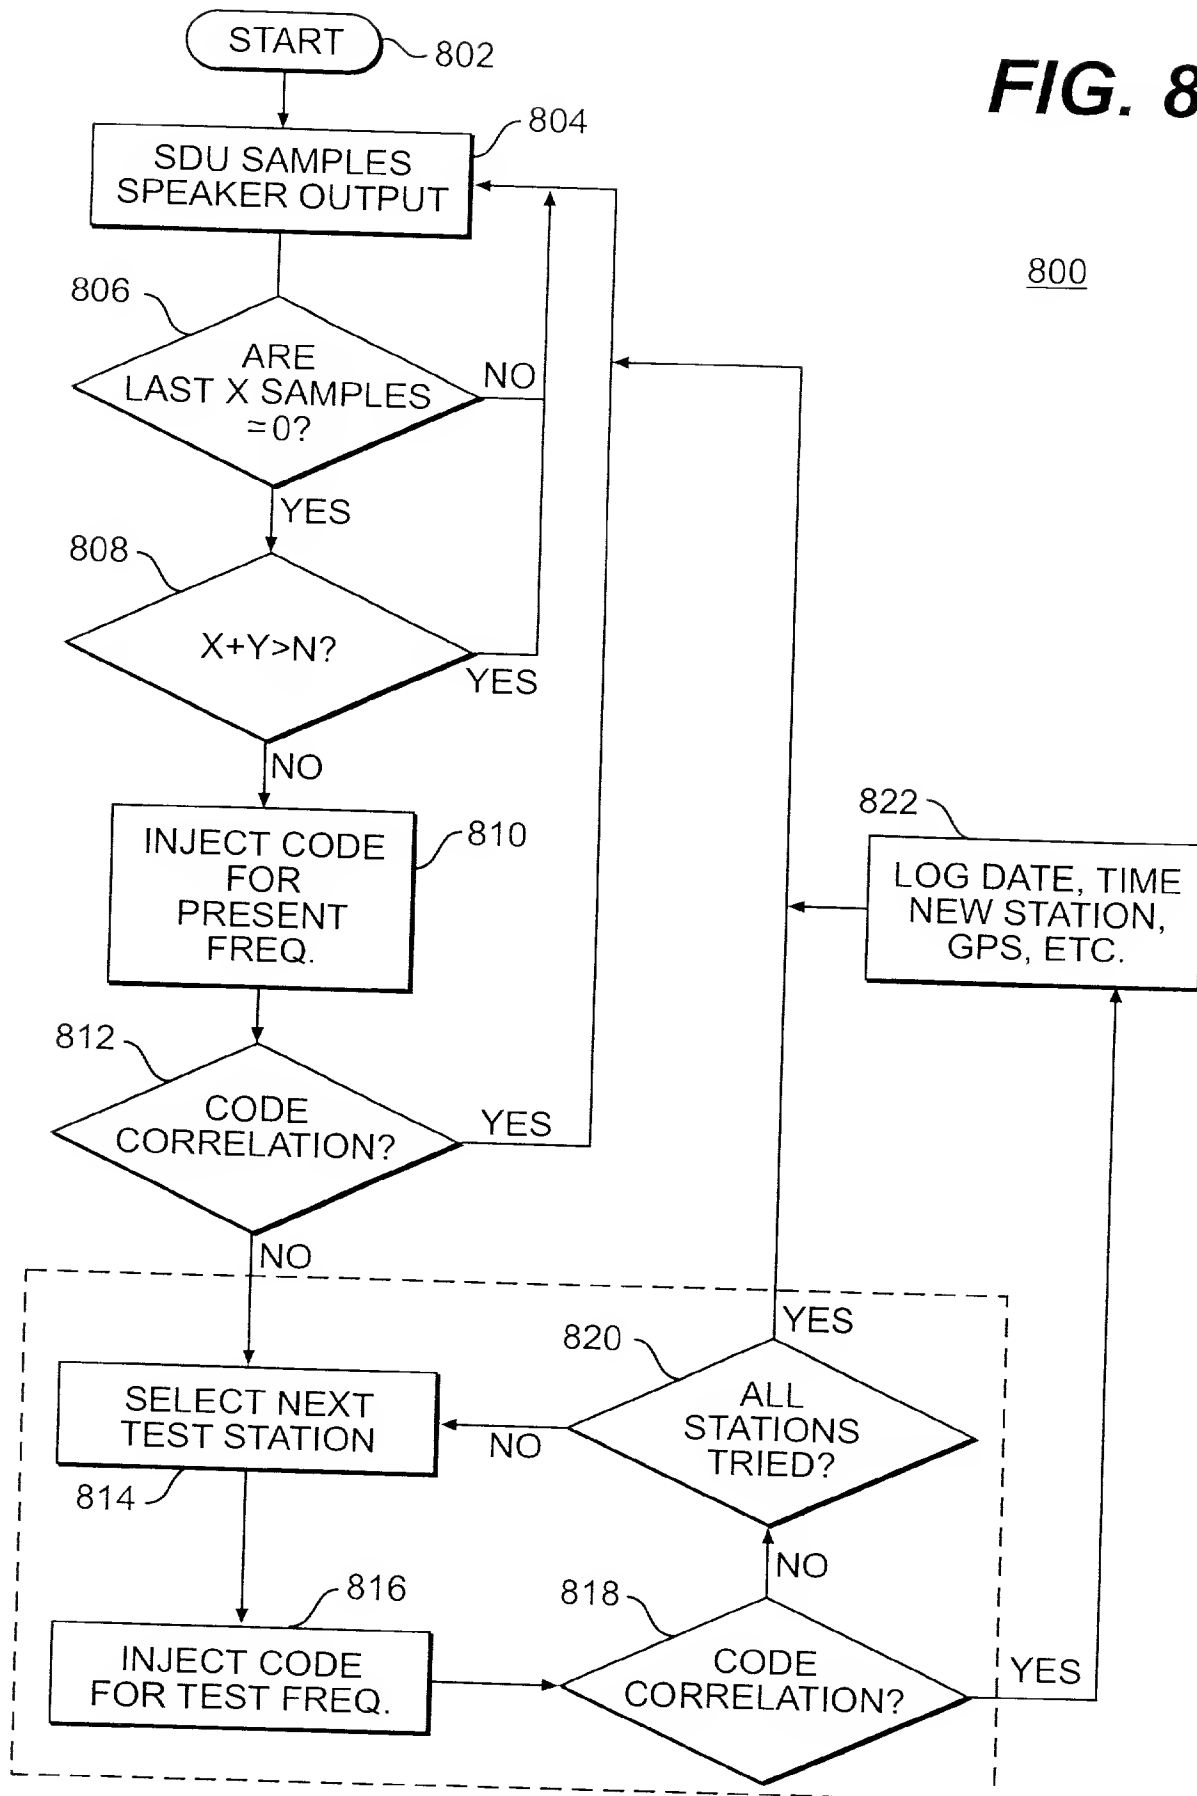 START
802
FIG. 8
804
SDU SAMPLES
SPEAKER OUTPUT
800
806
ARE
LAST X SAMPLES
=0?
NO
YES
808
X+Y>N?
YES
NO
810
INJECT CODE
FOR
PRESENT
FREQ.
822
LOG DATE, TIME
NEW STATION,
GPS, ETC.
812
CODE
CORRELATION?
YES
NO
YES
820
ALL
STATIONS
TRIED?
NO
SELECT NEXT
TEST STATION
814
NO
816
INJECT CODE
FOR TEST FREQ.
818
CODE
CORRELATION?
YES